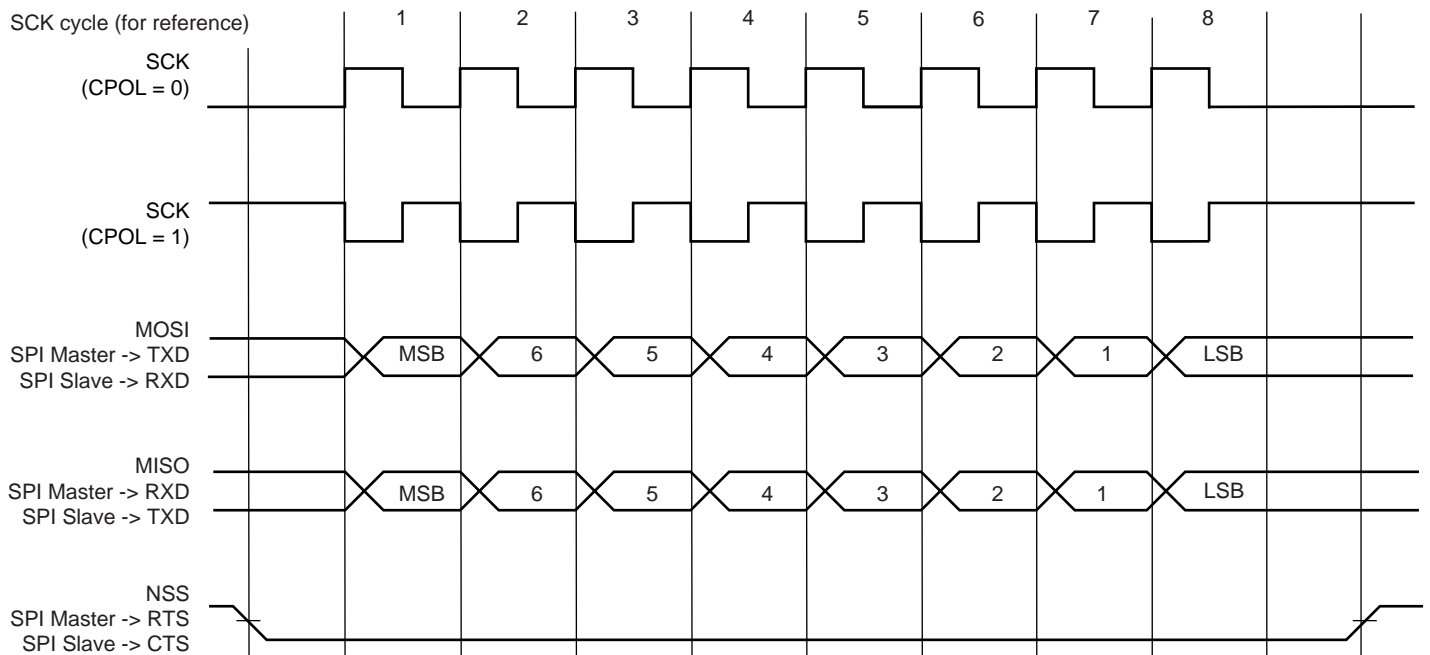 SCK cycle (for reference)
1 2 3 4 5 6 7 8
SCK
(CPOL = 0)
SCK
(CPOL = 1)
MOSI
SPI Master -> TXD
SPI Slave -> RXD
MSB 6 5 4 3 2 1 LSB
MISO
SPI Master -> RXD
SPI Slave -> TXD
MSB 6 5 4 3 2 1 LSB
NSS
SPI Master -> RTS
SPI Slave -> CTS